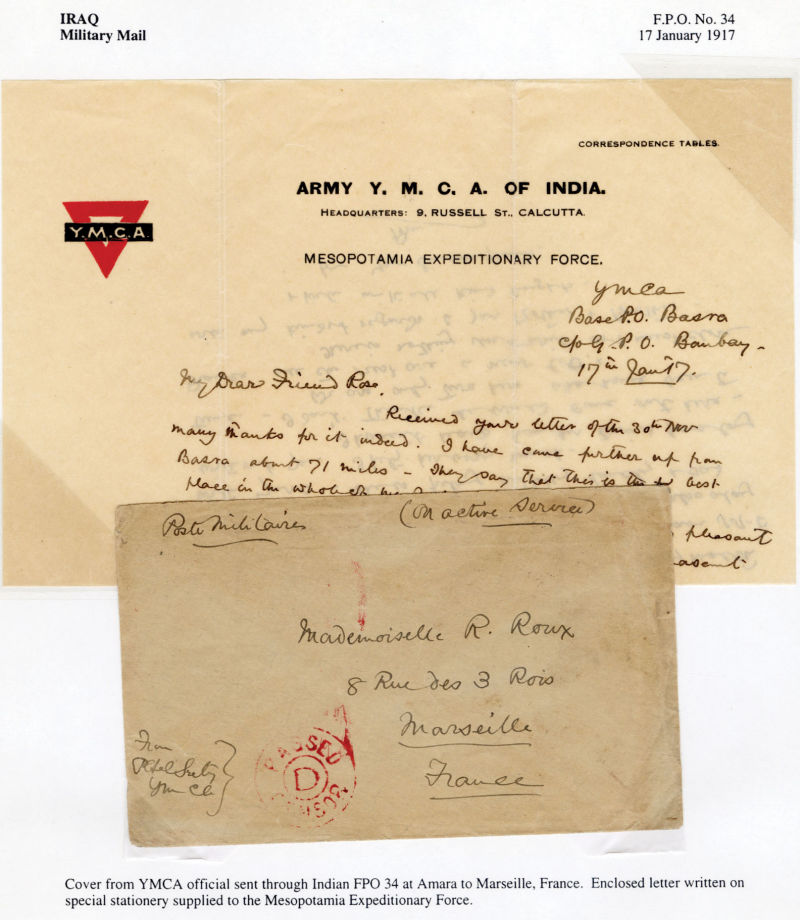 IRAQ
Military Mail
F.P.O. No. 34
17 January 1917
CORRESPONDENCE TABLES.
ARMY Y. M. C. A. OF INDIA.
HEADQUARTERS: 9, RUSSELL ST., CALCUTTA.
Y.M.C.A.
MESOPOTAMIA EXPEDITIONARY FORCE.
YMCA
Base P.O. Basra
c/o G.P.O. Bombay -
17th Jan 17.
My Dear Friend Rose,
Received your letter of the 30th Nov
many thanks for it indeed. I have came further up from
Basra about 71 miles - They say that this is the best
place in the whole
pleasant
Poste Militaire
(On active Service)
Mademoiselle R. Roux
8 Rue des 3 Rois
Marseille
France
From
YMCA
PASSED
D
Cover from YMCA official sent through Indian FPO 34 at Amara to Marseille, France. Enclosed letter written on
special stationery supplied to the Mesopotamia Expeditionary Force.